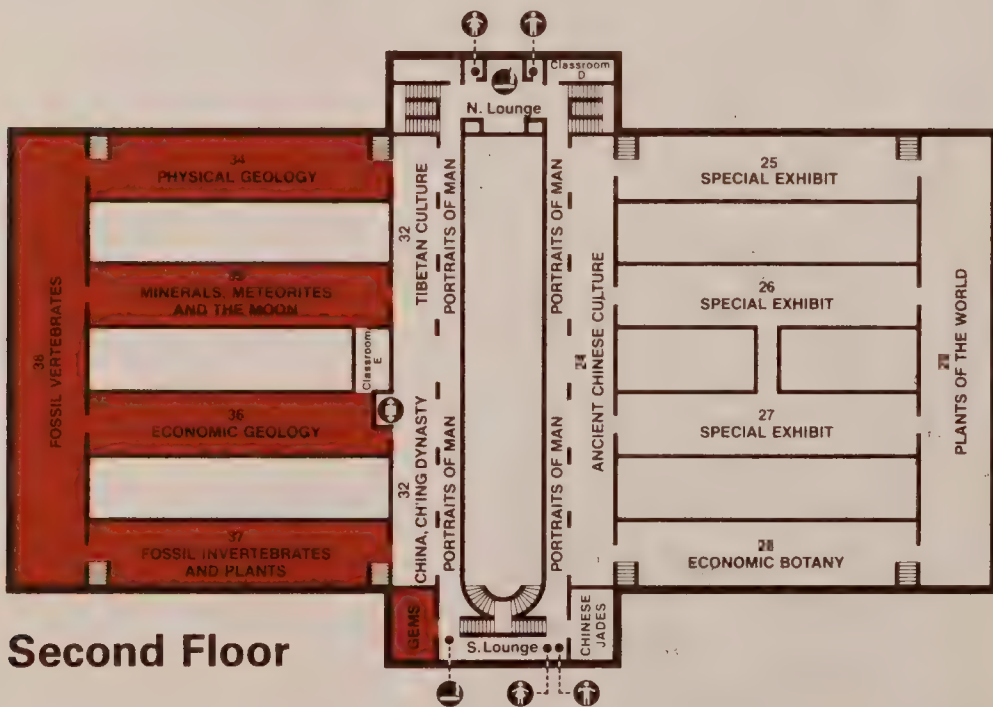 Classroom
D
N. Lounge
34
PHYSICAL GEOLOGY
MINERALS, METEORITES
AND THE MOON
Classroom
E
36
ECONOMIC GEOLOGY
37
FOSSIL INVERTEBRATES
AND PLANTS
38
FOSSIL VERTEBRATES
32
TIBETAN CULTURE
32
CHINA, CH'ING DYNASTY
PORTRAITS OF MAN
PORTRAITS OF MAN
PORTRAITS OF MAN
PORTRAITS OF MAN
24
ANCIENT CHINESE CULTURE
25
SPECIAL EXHIBIT
26
SPECIAL EXHIBIT
27
SPECIAL EXHIBIT
28
ECONOMIC BOTANY
PLANTS OF THE WORLD
GEMS
S. Lounge
CHINESE
JADES
Second Floor